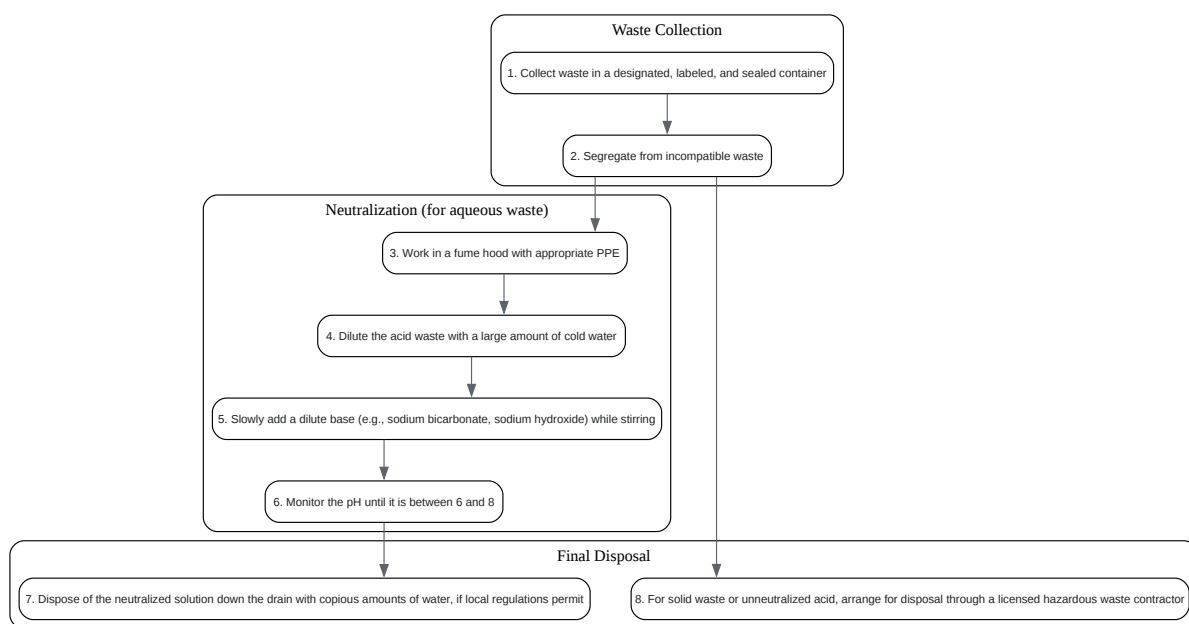 Waste Collection
1. Collect waste in a designated, labeled, and sealed container
2. Segregate from incompatible waste
Neutralization (for aqueous waste)
3. Work in a fume hood with appropriate PPE
4. Dilute the acid waste with a large amount of cold water
5. Slowly add a dilute base (e.g., sodium bicarbonate, sodium hydroxide) while stirring
6. Monitor the pH until it is between 6 and 8
Final Disposal
7. Dispose of the neutralized solution down the drain with copious amounts of water, if local regulations permit
8. For solid waste or unneutralized acid, arrange for disposal through a licensed hazardous waste contractor